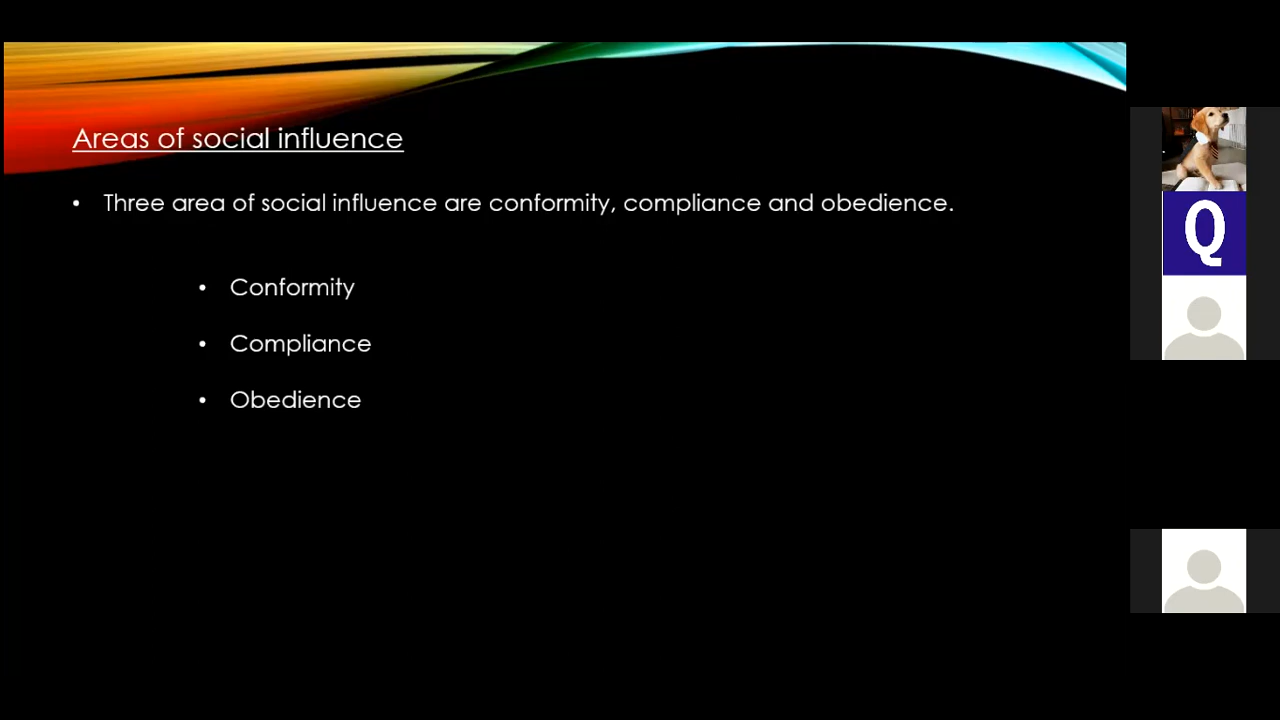 Areas of social influence
• Three area of social influence are conformity, compliance and obedience.
• Conformity
• Compliance
• Obedience
Q